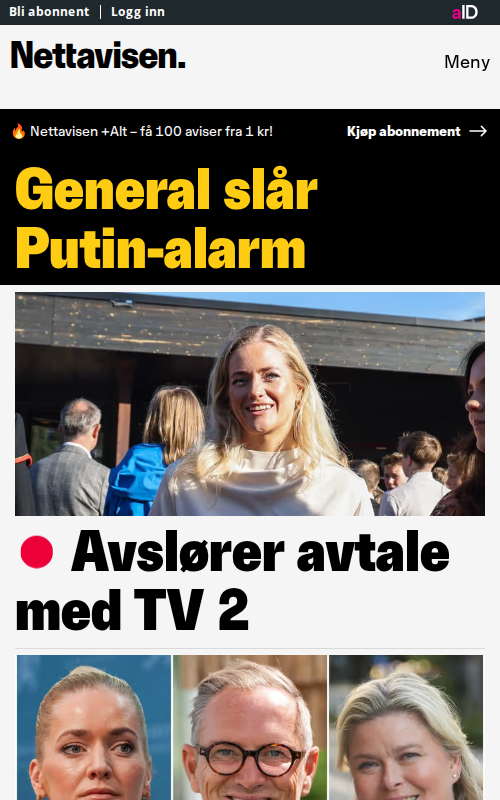 Bli abonnent | Logg inn
aID
Nettavisen.
Meny
🔥 Nettavisen +Alt – få 100 aviser fra 1 kr!
Kjøp abonnement →
General slår
Putin-alarm
Avslører avtale
med TV 2